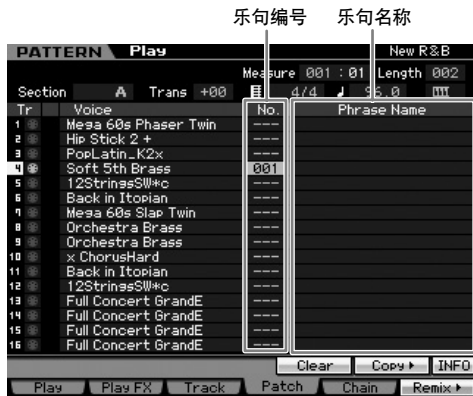 乐句编号 乐句名称
PATTERN Play New R&B
Measure 001 : 01 Length 002
Section A Trans +00 4/4 ♩ 96.0
Tr Voice No. Phrase Name
1 Mega 60s Phaser Twin ---
2 Hip Stick 2 + ---
3 PopLatin_K2x ---
4 Soft 5th Brass 001
5 12StringsSW*c ---
6 Back in Itopian ---
7 Mega 60s Slap Twin ---
8 Orchestra Brass ---
9 Orchestra Brass ---
10 x ChorusHard ---
11 Back in Itopian ---
12 12StringsSW*c ---
13 Full Concert GrandE ---
14 Full Concert GrandE ---
15 Full Concert GrandE ---
16 Full Concert GrandE ---
Clear Copy INFO
Play Play FX Track Patch Chain Remix